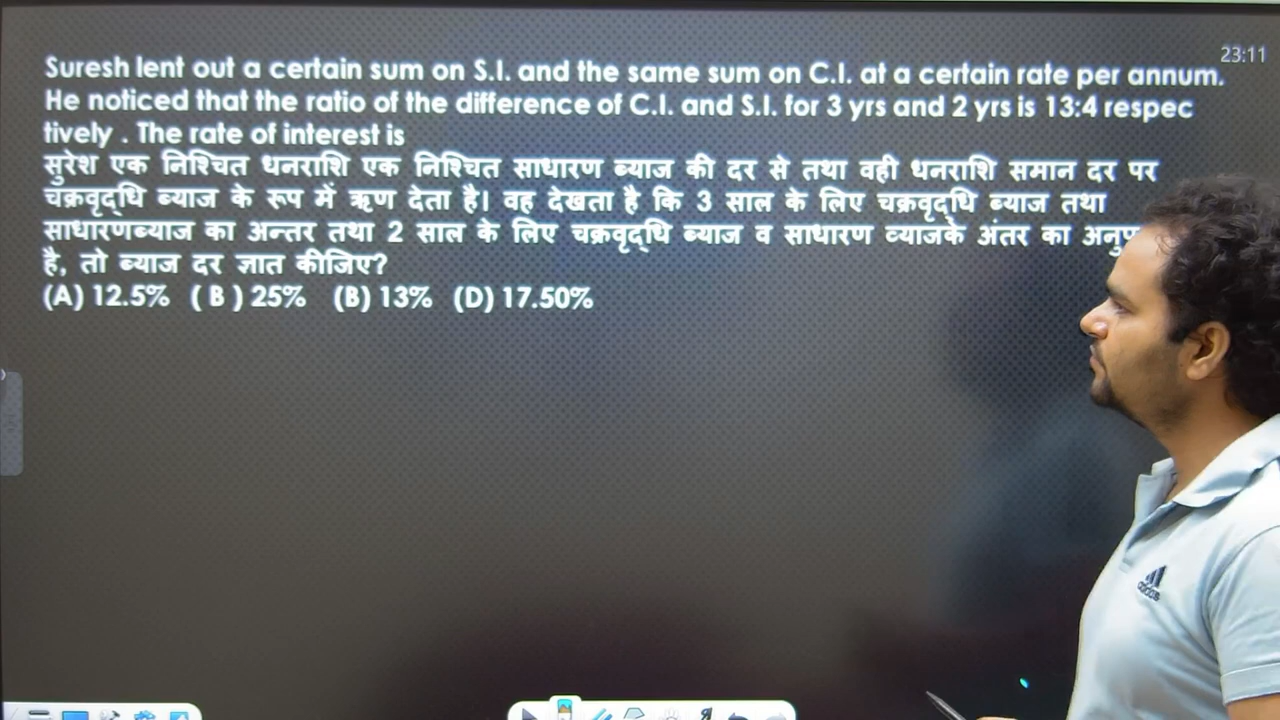 23:11
Suresh lent out a certain sum on S.I. and the same sum on C.I. at a certain rate per annum.
He noticed that the ratio of the difference of C.I. and S.I. for 3 yrs and 2 yrs is 13:4 respec
tively . The rate of interest is
सुरेश एक निश्चित धनराशि एक निश्चित साधारण ब्याज की दर से तथा वही धनराशि समान दर पर
चक्रवृद्धि ब्याज के रूप में ऋण देता है। वह देखता है कि 3 साल के लिए चक्रवृद्धि ब्याज तथा
साधारणब्याज का अन्तर तथा 2 साल के लिए चक्रवृद्धि ब्याज व साधारण व्याजके अंतर का
है, तो ब्याज दर ज्ञात कीजिए?
(A) 12.5% ( B ) 25% (B) 13% (D) 17.50%
adidas